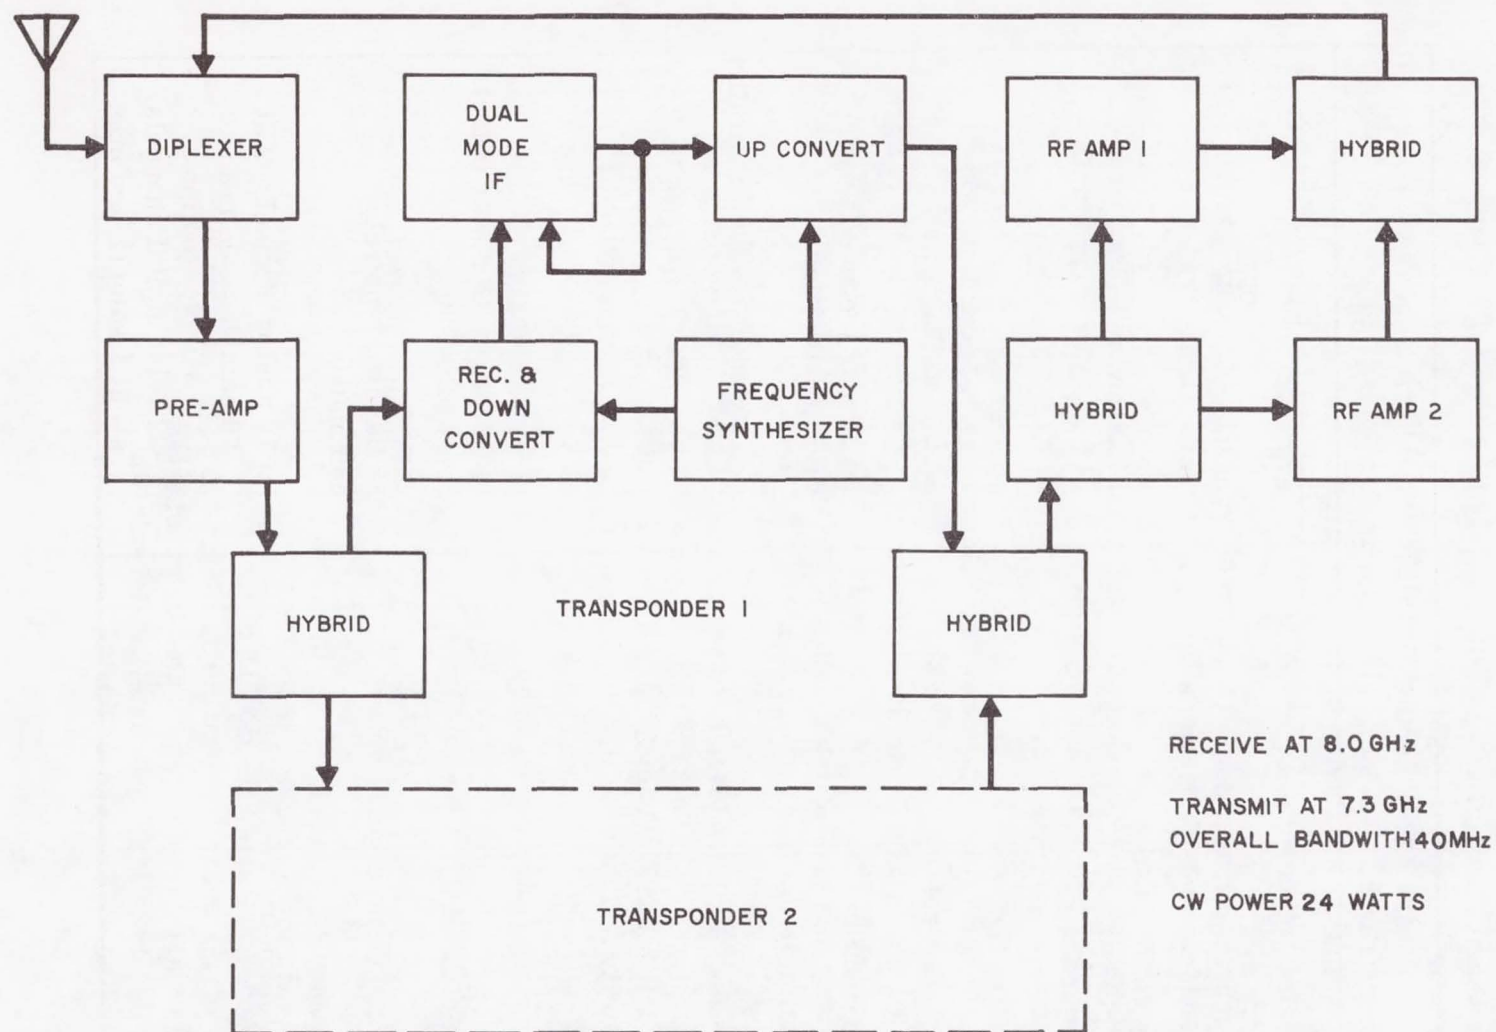 DIPLEXER
DUAL
MODE
IF
UP CONVERT
RF AMP 1
HYBRID
PRE-AMP
REC. &
DOWN
CONVERT
FREQUENCY
SYNTHESIZER
HYBRID
RF AMP 2
HYBRID
TRANSPONDER 1
HYBRID
RECEIVE AT 8.0 GHz
TRANSMIT AT 7.3 GHz
OVERALL BANDWITH 40MHz
CW POWER 24 WATTS
TRANSPONDER 2